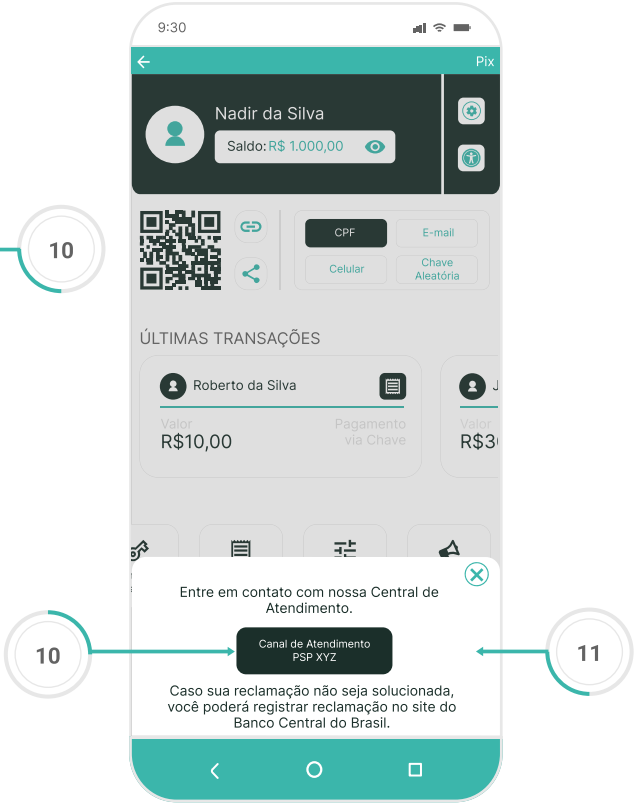 9:30
Pix
Nadir da Silva
Saldo: R$ 1.000,00
10
CPF
E-mail
Celular
Chave
Aleatória
ÚLTIMAS TRANSAÇÕES
Roberto da Silva
Valor
Pagamento
via Chave
R$10,00
J
Valor
R$3
Entre em contato com nossa Central de
Atendimento.
10
Canal de Atendimento
PSP XYZ
11
Caso sua reclamação não seja solucionada,
você poderá registrar reclamação no site do
Banco Central do Brasil.